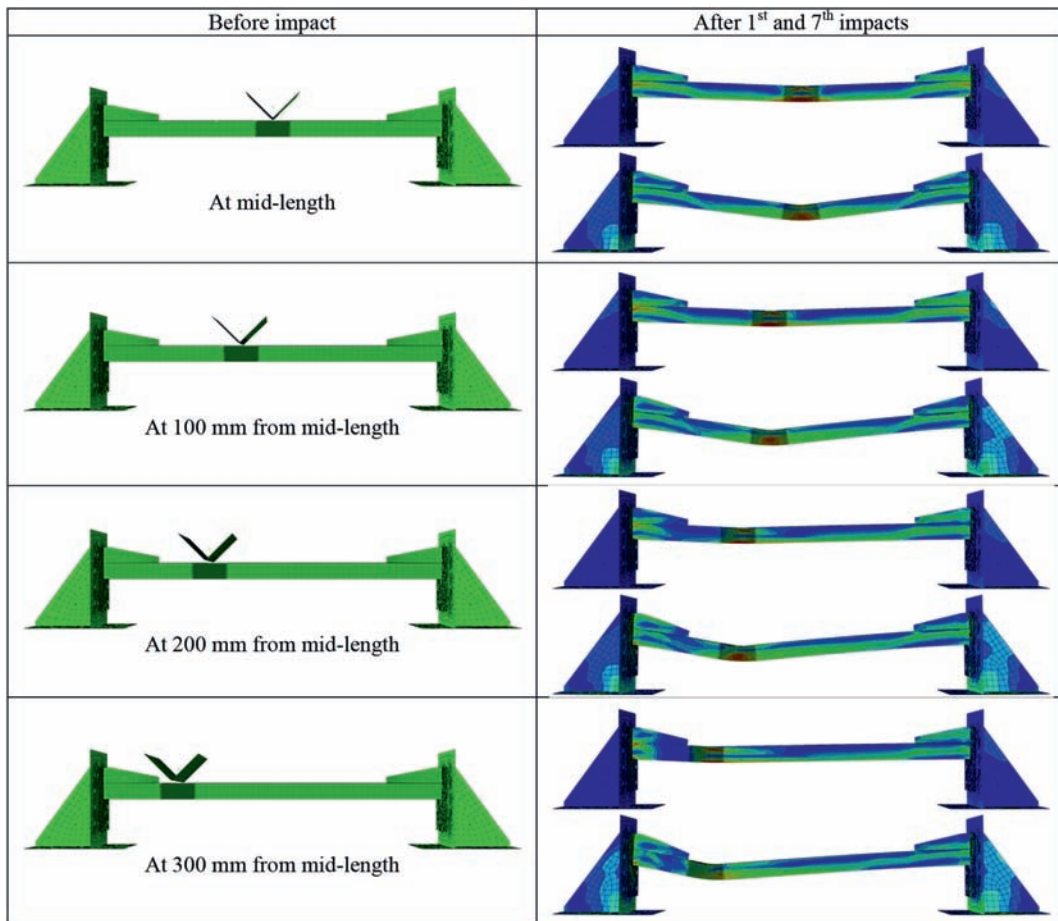 Before impact
After 1st and 7th impacts
At mid-length
At 100 mm from mid-length
At 200 mm from mid-length
At 300 mm from mid-length